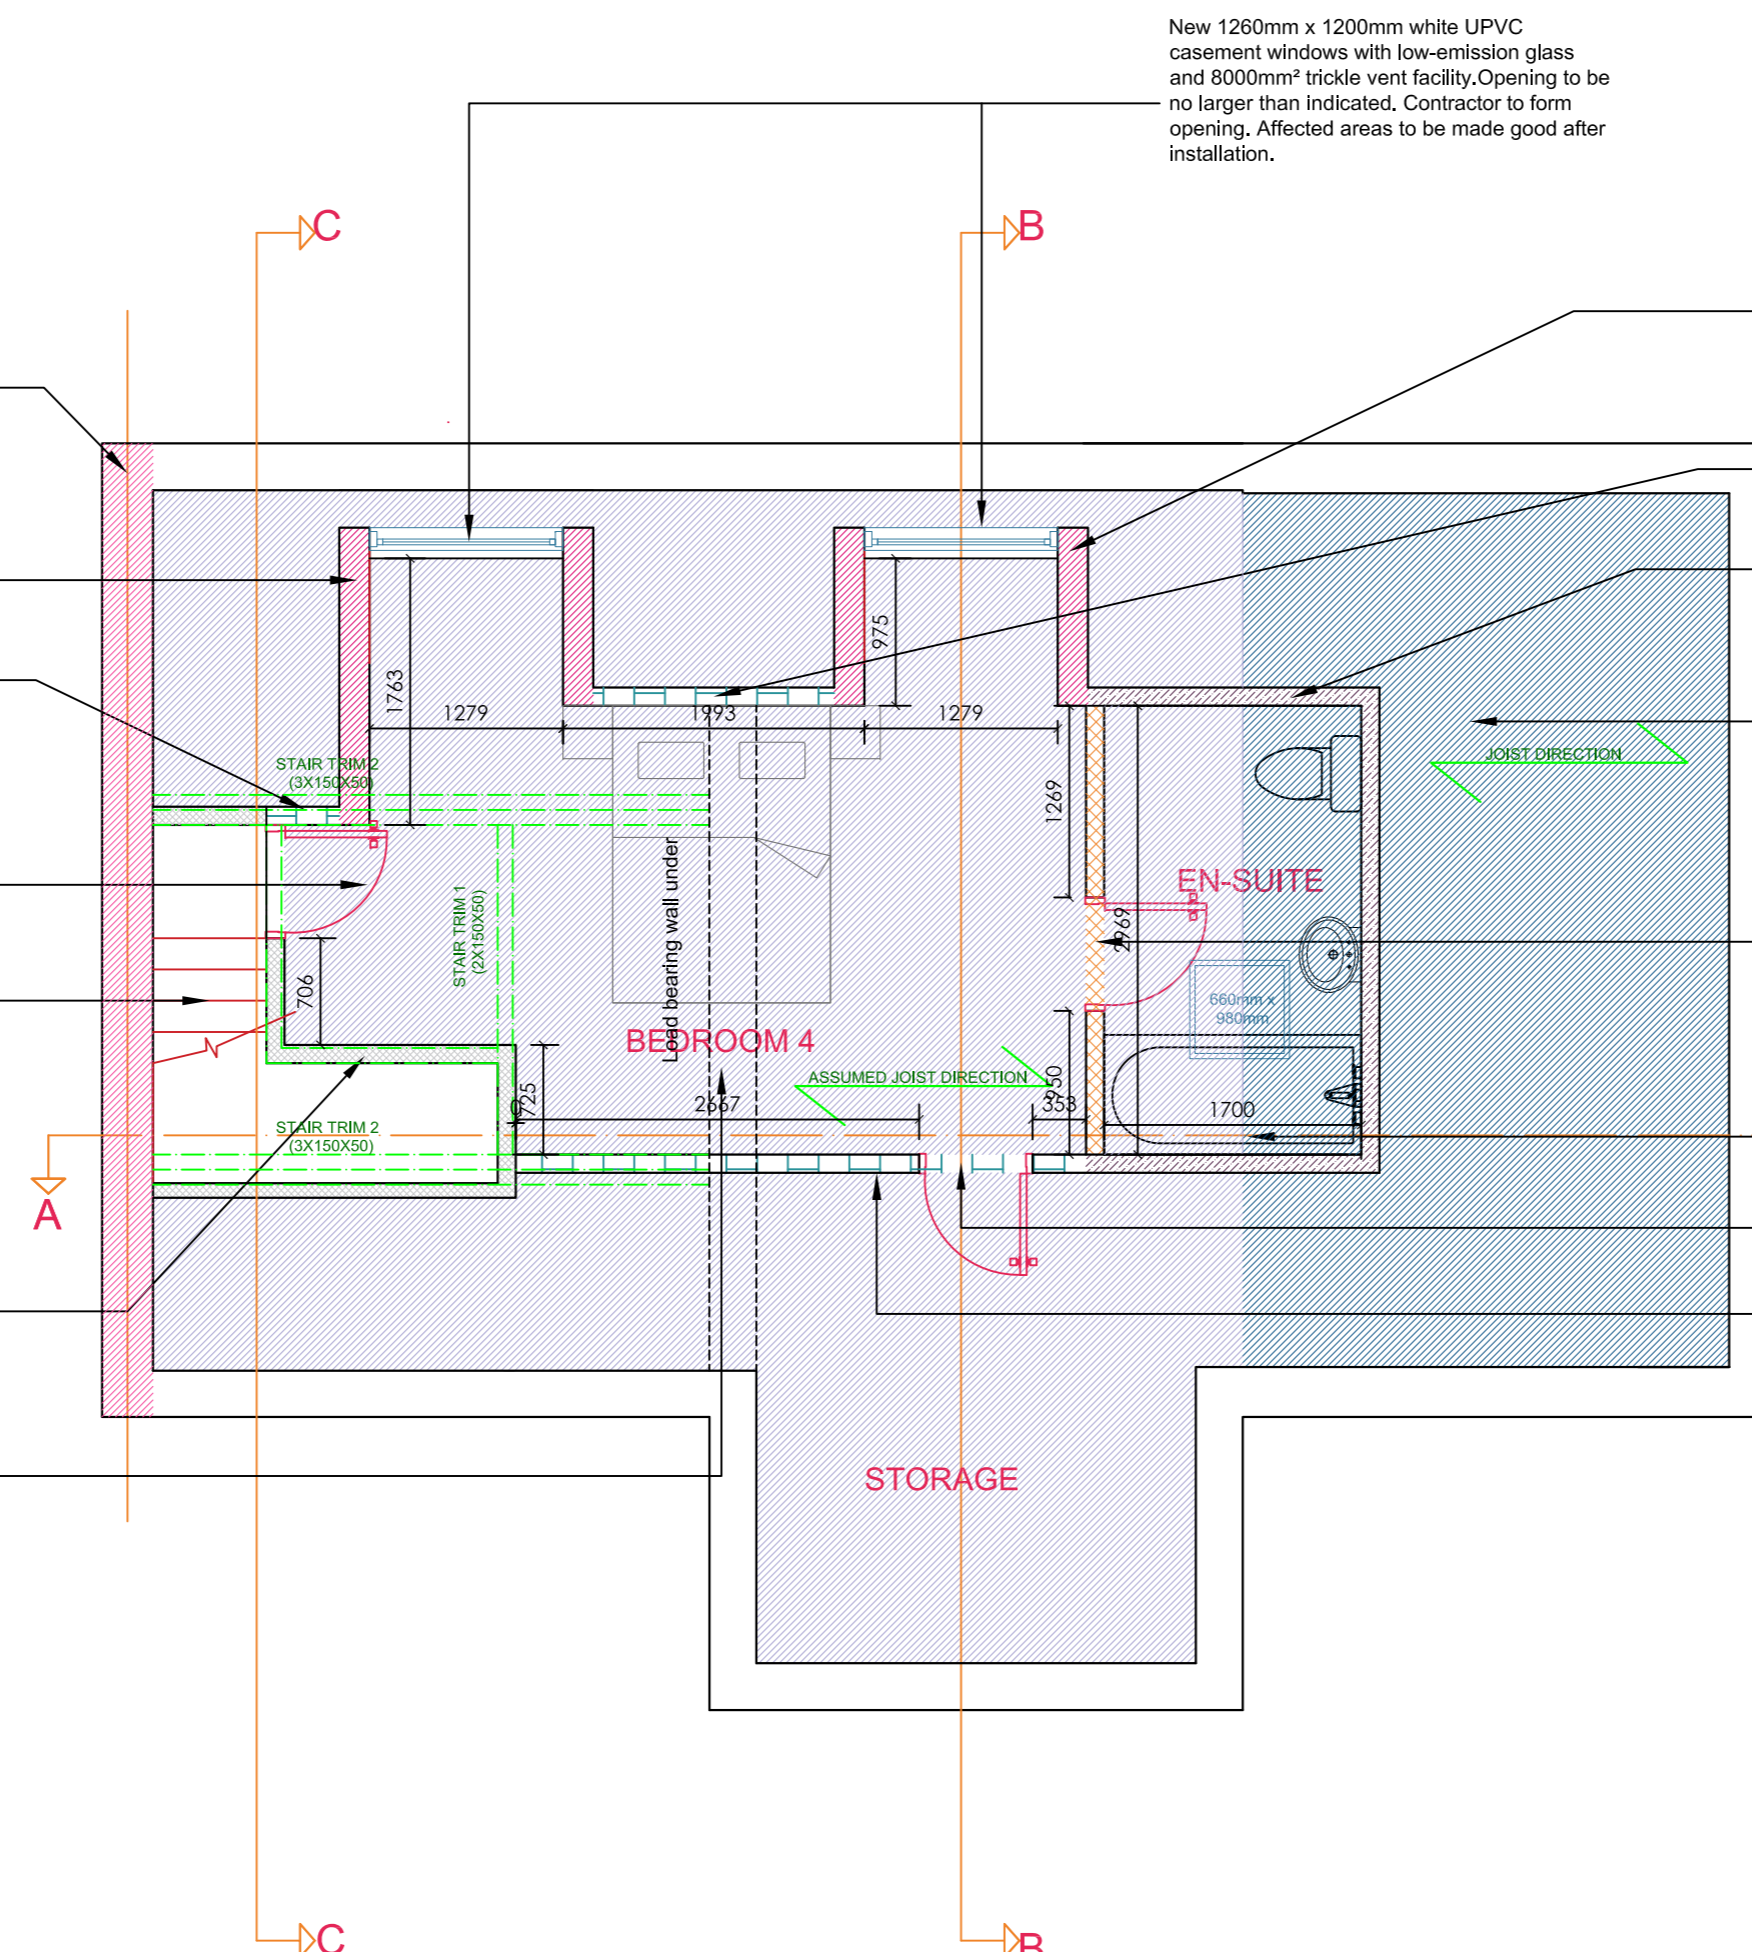 New 1260mm x 1200mm white UPVC
casement windows with low-emission glass
and 8000mm² trickle vent facility.Opening to be
no larger than indicated. Contractor to form
opening. Affected areas to be made good after
installation.
C
B
975
1763
1279
1993
1279
STAIR TRIM 2
(3X150X50)
JOIST DIRECTION
1269
EN-SUITE
2969
STAIR TRIM 1
(2X150X50)
Load bearing wall under
706
660mm x
980mm
BEDROOM 4
ASSUMED JOIST DIRECTION
950
725
2667
353
1700
STAIR TRIM 2
(3X150X50)
A
STORAGE
C
B